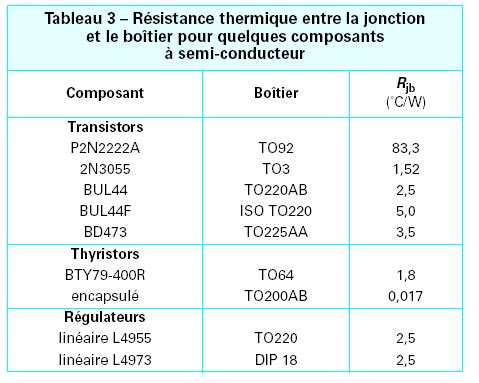 Tableau 3 – Résistance thermique entre la jonction
et le boîtier pour quelques composants
à semi-conducteur
Composant Boîtier Rjb
(˚C/W)
Transistors
P2N2222A TO92 83,3
2N3055 TO3 1,52
BUL44 TO220AB 2,5
BUL44F ISO TO220 5,0
BD473 TO225AA 3,5
Thyristors
BTY79-400R TO64 1,8
encapsulé TO200AB 0,017
Régulateurs
linéaire L4955 TO220 2,5
linéaire L4973 DIP 18 2,5